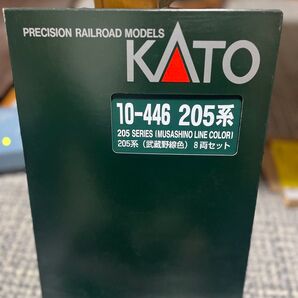 PRECISION RAILROAD MODELS
KATO
10-446 205系
205 SERIES (MUSASHINO LINE COLOR)
205系(武蔵野線色) 8両セット